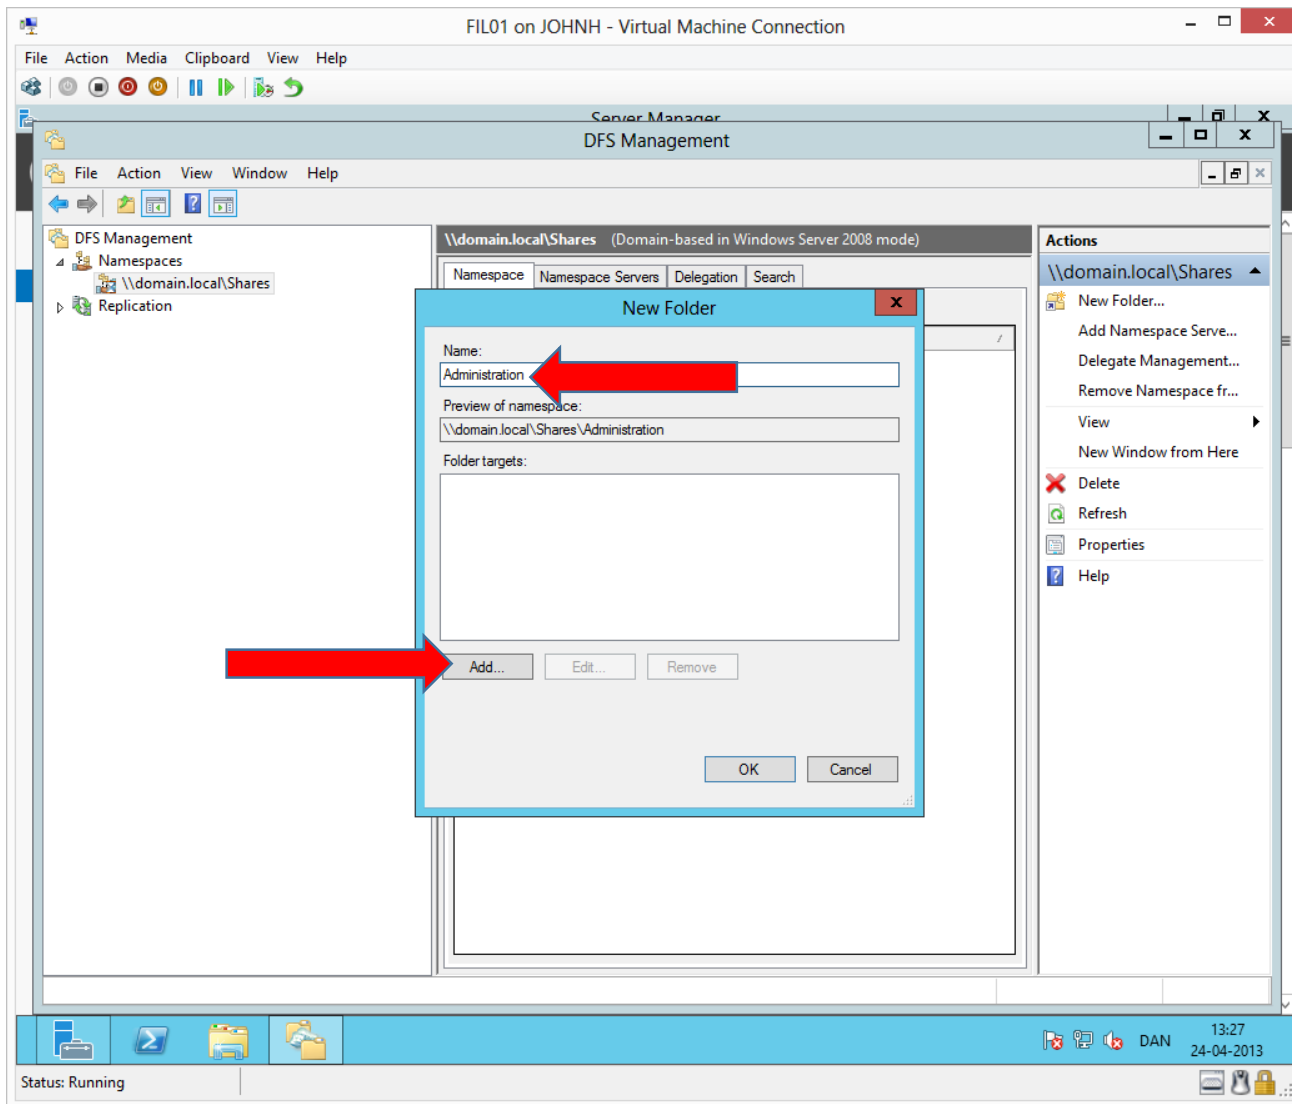 FIL01 on JOHNH - Virtual Machine Connection
File Action Media Clipboard View Help
Server Manager
DFS Management
File Action View Window Help
DFS Management
Namespaces
\\domain.local\Shares
Replication
\\domain.local\Shares (Domain-based in Windows Server 2008 mode)
Namespace Namespace Servers Delegation Search
New Folder
Name:
Administration
Preview of namespace:
\\domain.local\Shares\Administration
Folder targets:
Add... Edit... Remove
OK Cancel
Actions
\\domain.local\Shares
New Folder...
Add Namespace Serve...
Delegate Management...
Remove Namespace fr...
View
New Window from Here
Delete
Refresh
Properties
Help
DAN
13:27
24-04-2013
Status: Running